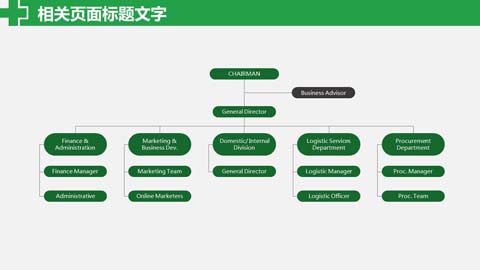 相关页面标题文字
CHAIRMAN
Business Advisor
General Director
Finance &
Administration
Marketing &
Business Dev.
Domestic/ Internal
Division
Logistic Services
Department
Procurement
Department
Finance Manager
Marketing Team
General Director
Logistic Manager
Proc. Manager
Administrative
Online Marketers
Logistic Officer
Proc. Team